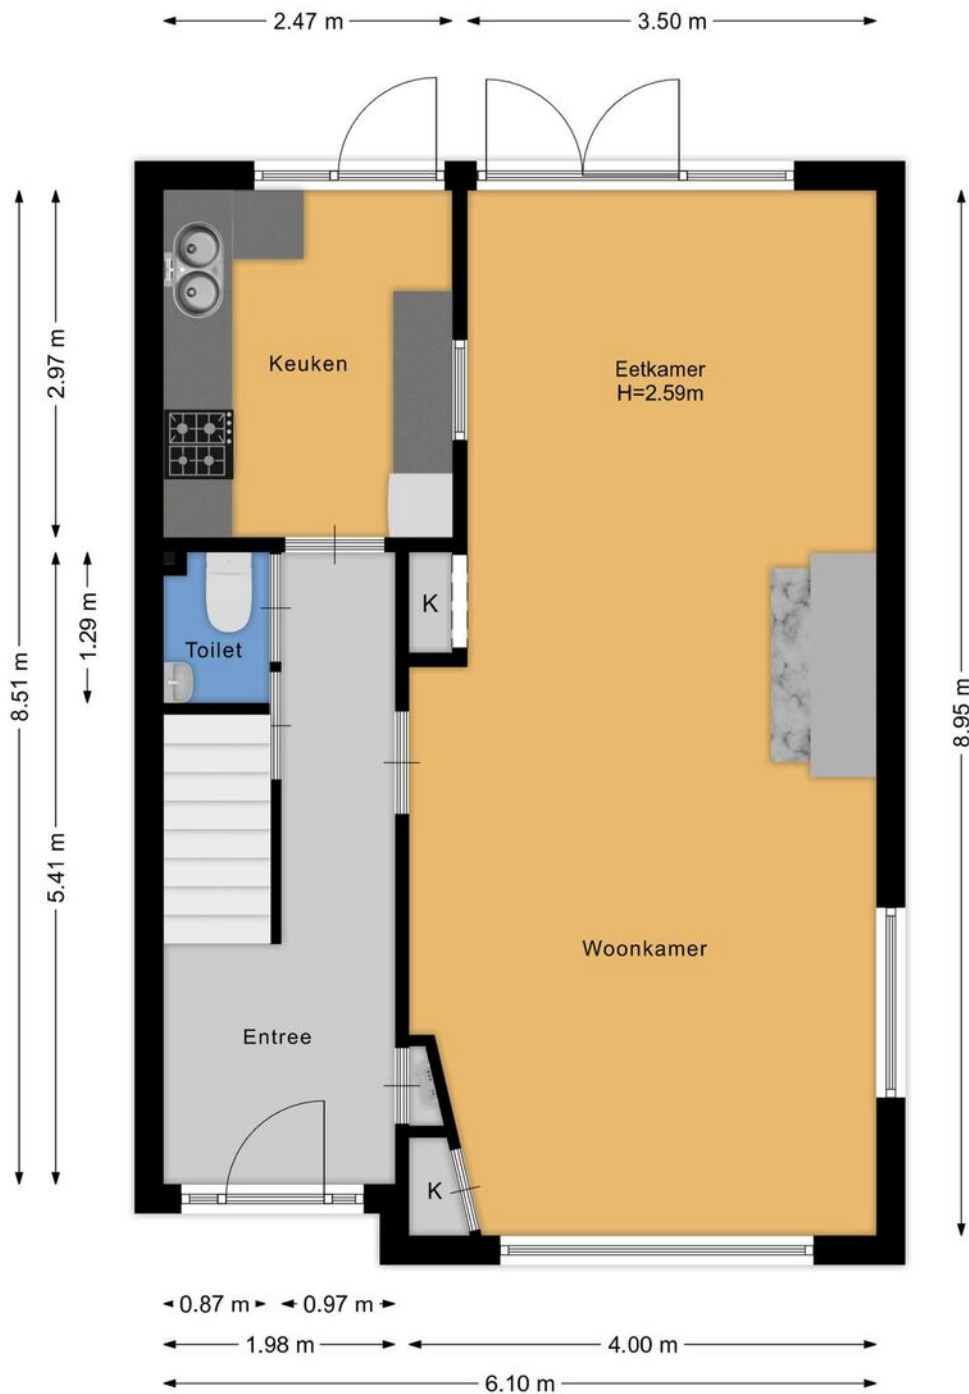 2.47 m
3.50 m
Keuken
Eetkamer
H=2.59m
2.97 m
K
1.29 m
Toilet
8.51 m
8.95 m
5.41 m
Woonkamer
Entree
K
0.87 m
0.97 m
1.98 m
4.00 m
6.10 m